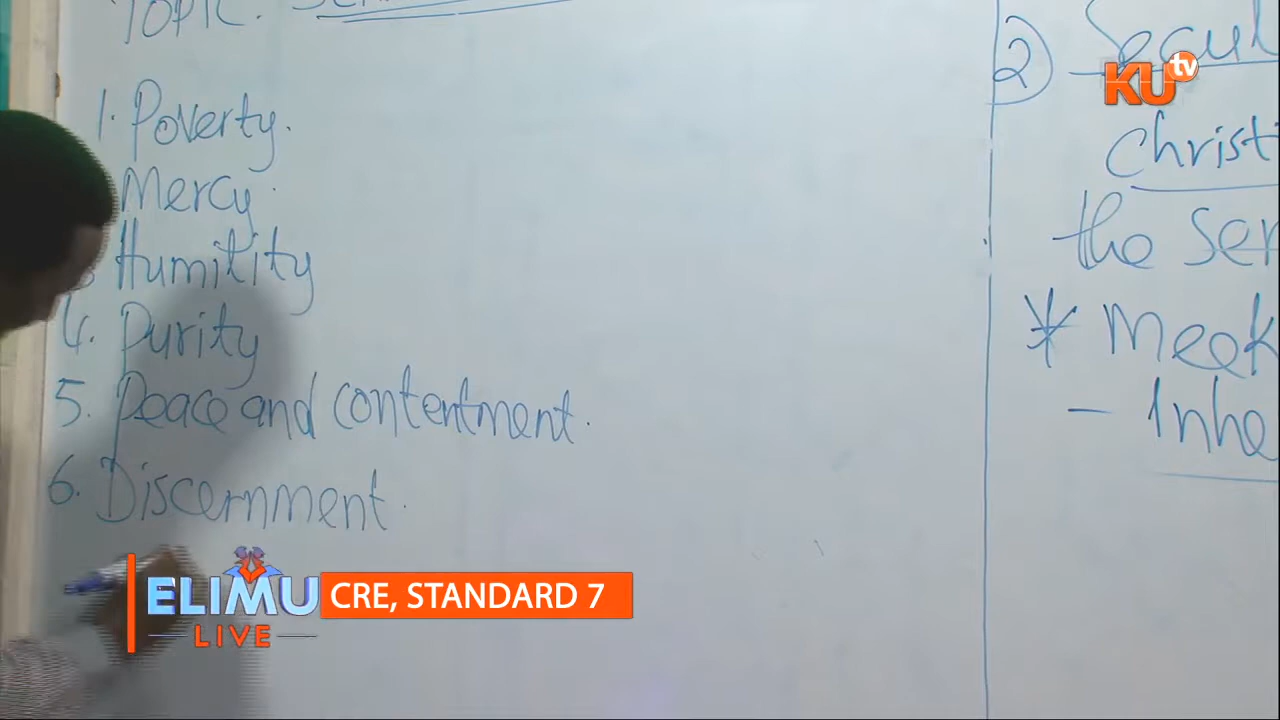 TOPIC:
1. Poverty.
Mercy.
Humility
4. Purity
5. Peace and contentment.
6. Discernment.
2) Secul
Christ
the Ser
* Meek
- Inhe
KU tv
ELIMU
LIVE
CRE, STANDARD 7